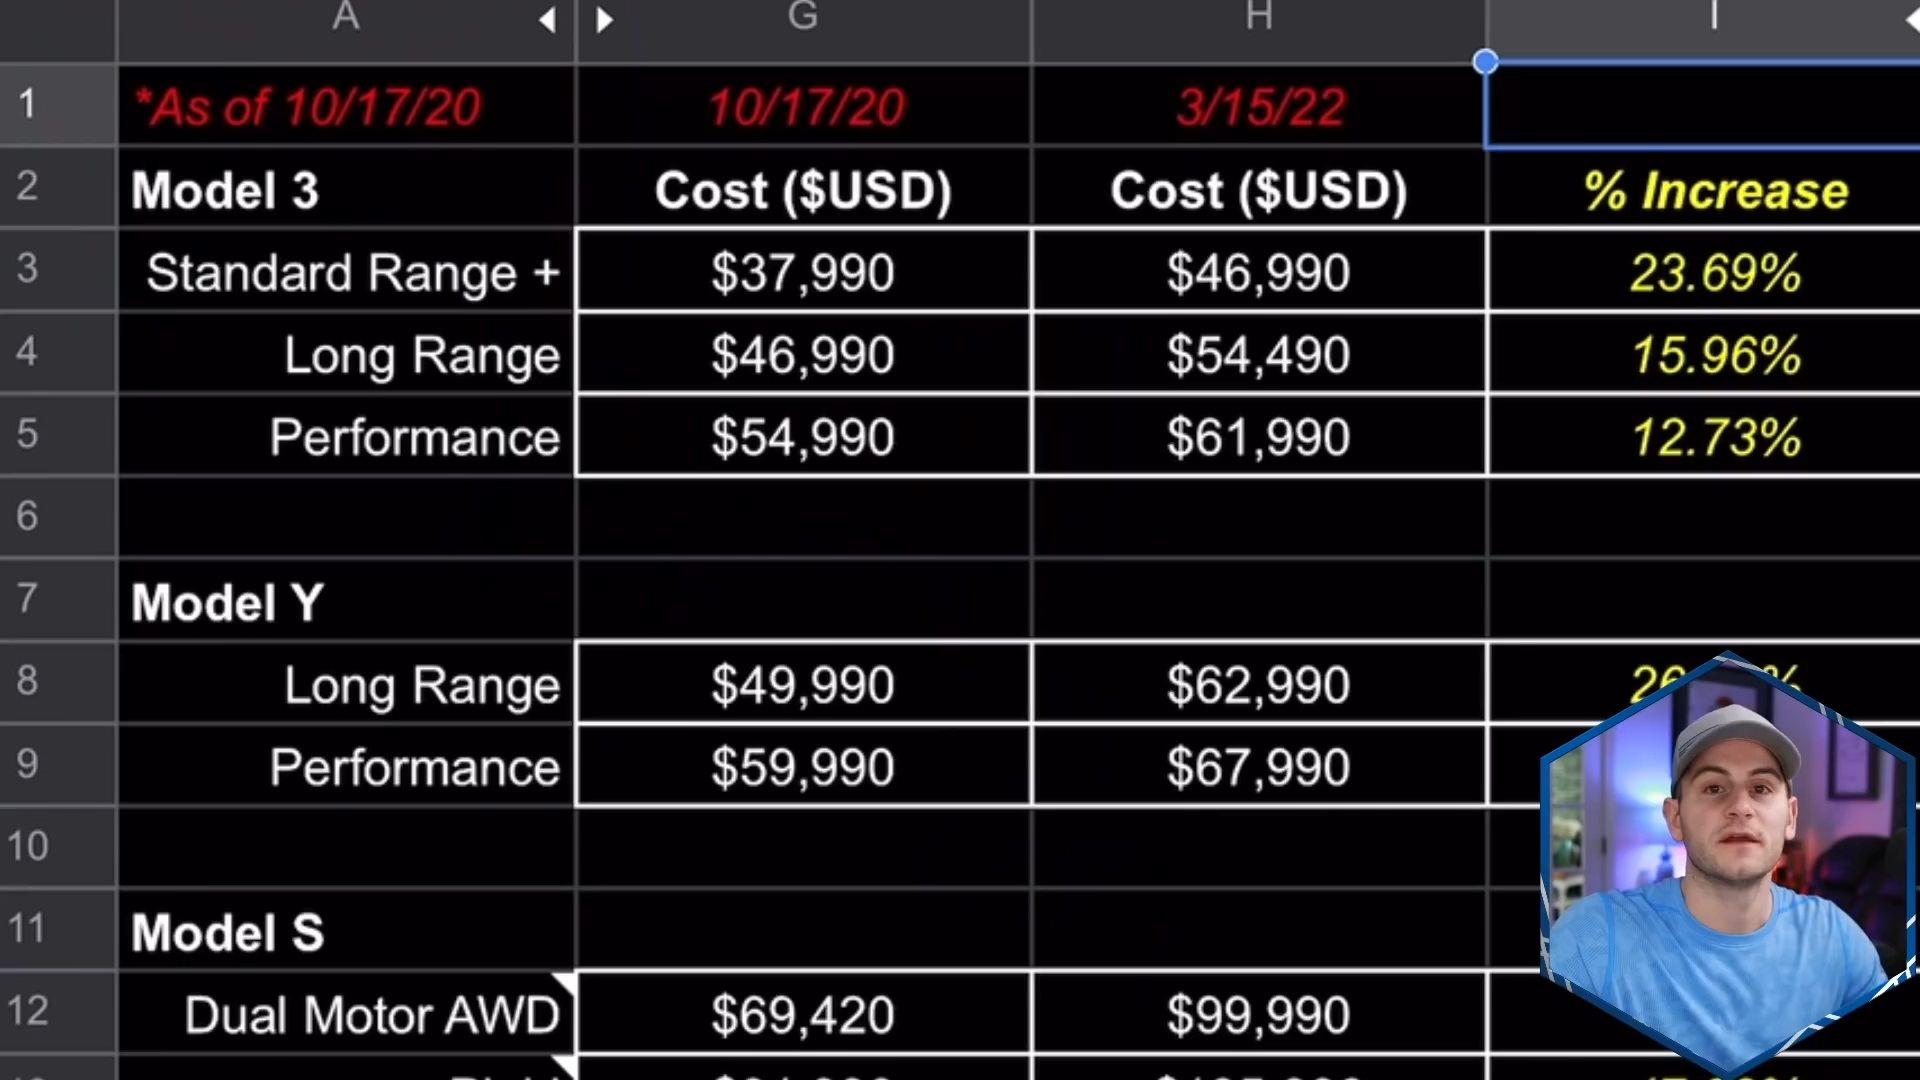 A G H I
1 *As of 10/17/20 10/17/20 3/15/22
2 Model 3 Cost ($USD) Cost ($USD) % Increase
3 Standard Range + $37,990 $46,990 23.69%
4 Long Range $46,990 $54,490 15.96%
5 Performance $54,990 $61,990 12.73%
6
7 Model Y
8 Long Range $49,990 $62,990
9 Performance $59,990 $67,990
10
11 Model S
12 Dual Motor AWD $69,420 $99,990